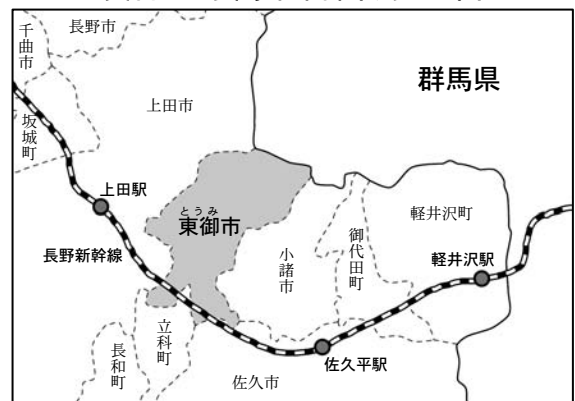 千曲市
長野市
坂城町
上田市
群馬県
上田駅
とうみ
東御市
長野新幹線
小諸市
御代田町
軽井沢町
軽井沢駅
立科町
長和町
佐久市
佐久平駅